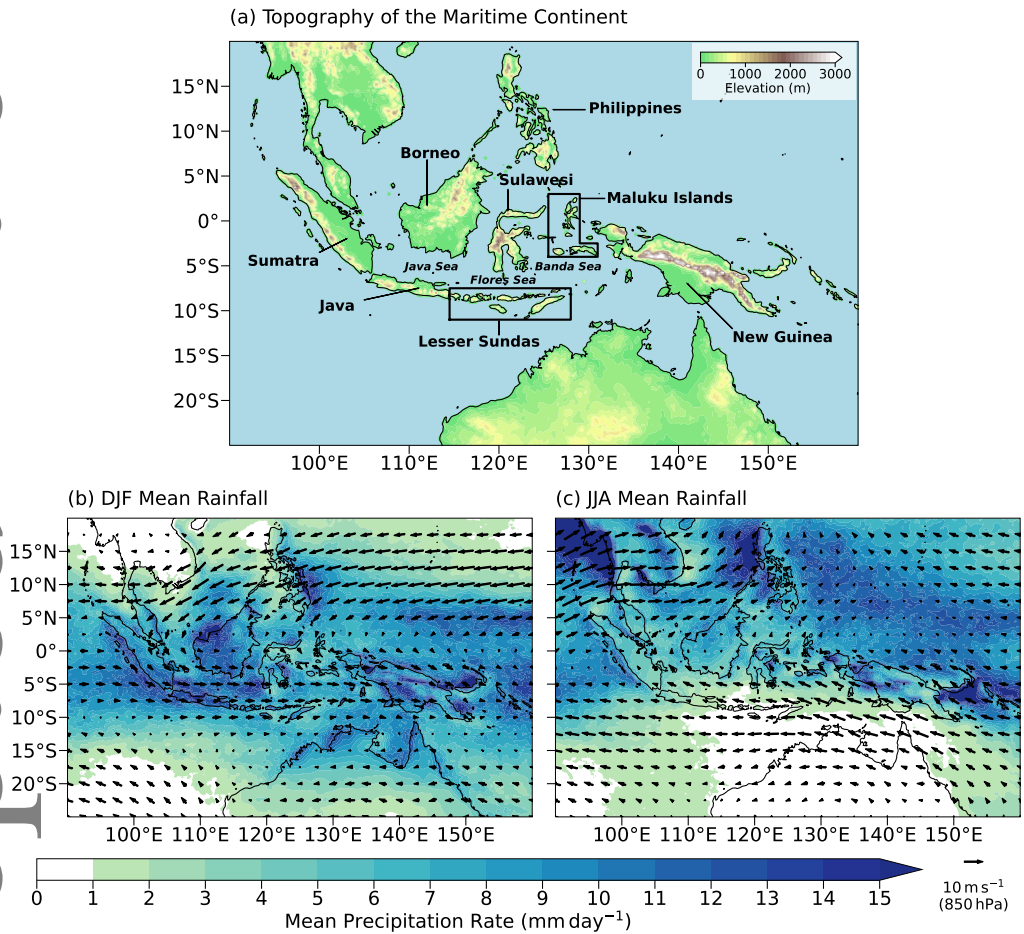 (a) Topography of the Maritime Continent
15°N
10°N
5°N
0°
5°S
10°S
15°S
20°S
0 1000 2000 3000
Elevation (m)
Philippines
Borneo
Sulawesi
Maluku Islands
Sumatra
Java Sea
Banda Sea
Flores Sea
Java
New Guinea
Lesser Sundas
100°E 110°E 120°E 130°E 140°E 150°E
(b) DJF Mean Rainfall
(c) JJA Mean Rainfall
15°N
10°N
5°N
0°
5°S
10°S
15°S
20°S
100°E 110°E 120°E 130°E 140°E 150°E
100°E 110°E 120°E 130°E 140°E 150°E
0 1 2 3 4 5 6 7 8 9 10 11 12 13 14 15
Mean Precipitation Rate (mm day⁻¹)
10 m s⁻¹
(850 hPa)